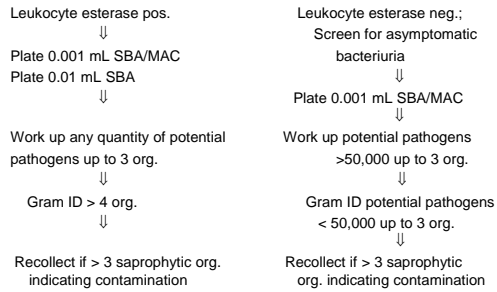 Leukocyte esterase pos.
⇓
Plate 0.001 mL SBA/MAC
Plate 0.01 mL SBA
⇓
Work up any quantity of potential
pathogens up to 3 org.
⇓
Gram ID > 4 org.
⇓
Recollect if > 3 saprophytic org.
indicating contamination
Leukocyte esterase neg.;
Screen for asymptomatic
bacteriuria
⇓
Plate 0.001 mL SBA/MAC
⇓
Work up potential pathogens
>50,000 up to 3 org.
⇓
Gram ID potential pathogens
< 50,000 up to 3 org.
⇓
Recollect if > 3 saprophytic
org. indicating contamination